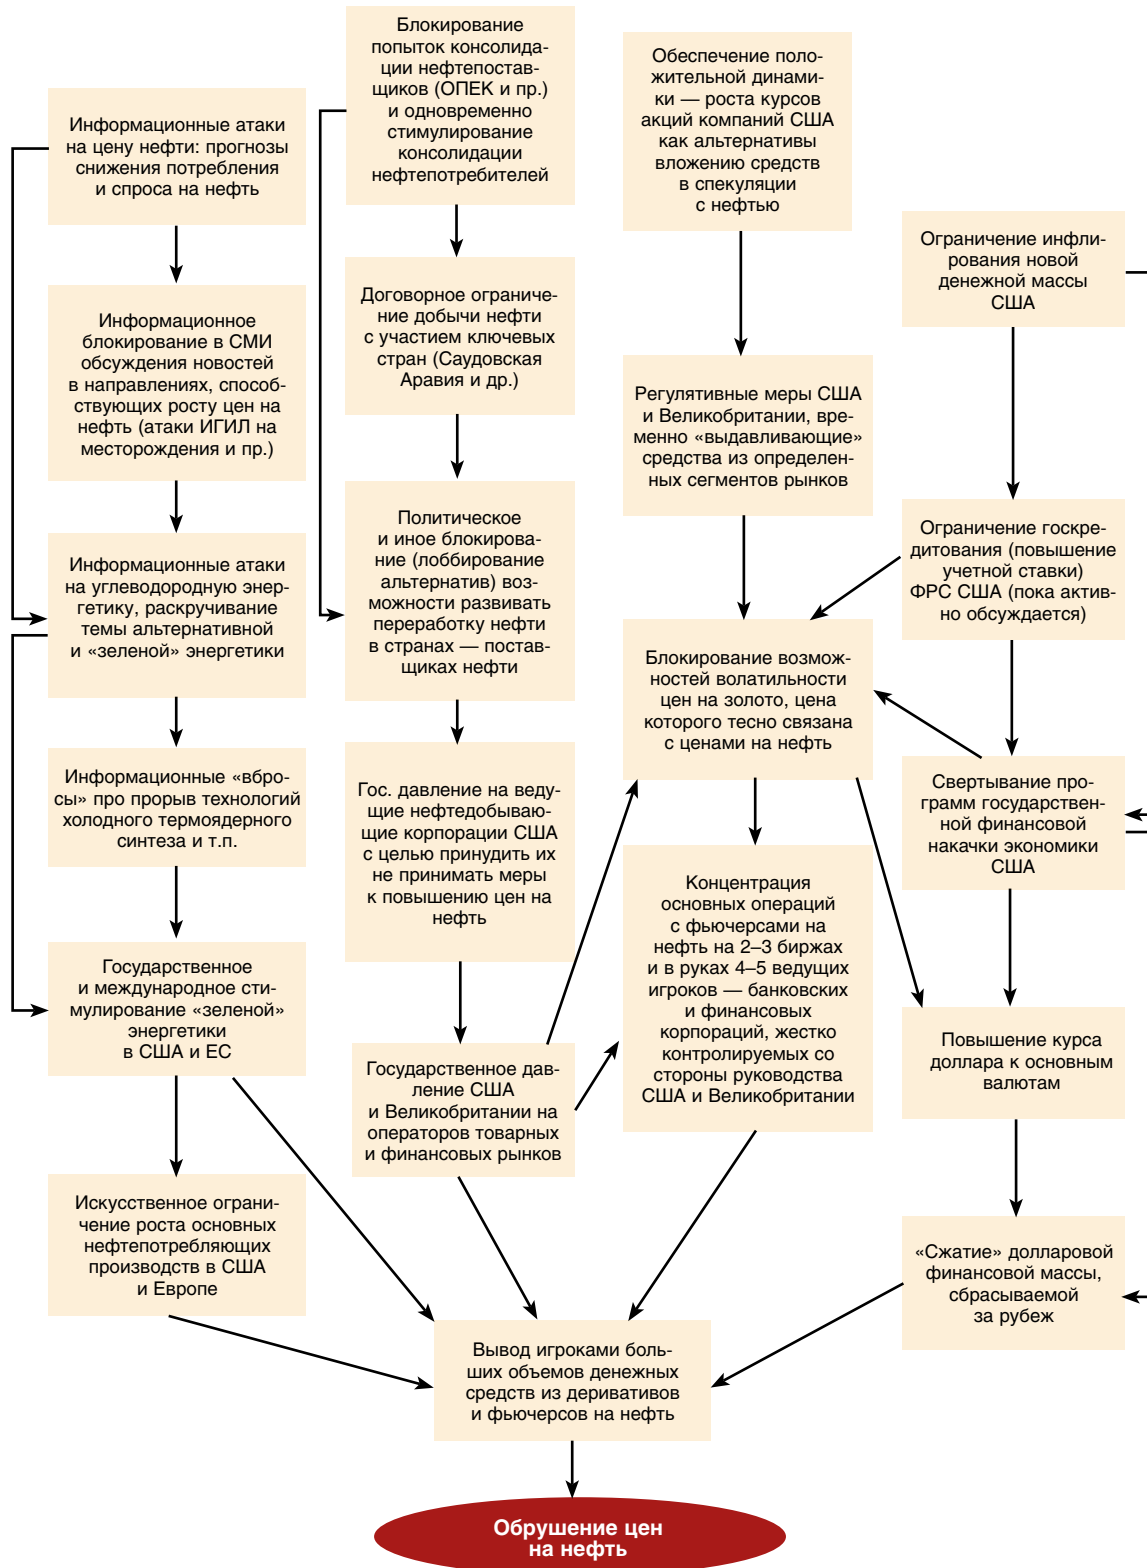 Информационные атаки
на цену нефти: прогнозы
снижения потребления
и спроса на нефть
Информационное
блокирование в СМИ
обсуждения новостей
в направлениях, способ-
ствующих росту цен на
нефть (атаки ИГИЛ на
месторождения и пр.)
Информационные атаки
на углеводородную энер-
гетику, раскручивание
темы альтернативной
и «зеленой» энергетики
Информационные «вбро-
сы» про прорыв технологий
холодного термоядерного
синтеза и т.п.
Государственное
и международное сти-
мулирование «зеленой»
энергетики
в США и ЕС
Искусственное ограни-
чение роста основных
нефтепотребляющих
производств в США
и Европе
Блокирование
попыток консолида-
ции нефтепостав-
щиков (ОПЕК и пр.)
и одновременно
стимулирование
консолидации
нефтепотребителей
Договорное ограниче-
ние добычи нефти
с участием ключевых
стран (Саудовская
Аравия и др.)
Политическое
и иное блокирова-
ние (лоббирование
альтернатив) воз-
можности развивать
переработку нефти
в странах — постав-
щиках нефти
Гос. давление на веду-
щие нефтедобываю-
щие корпорации США
с целью принудить их
не принимать меры
к повышению цен на
нефть
Государственное дав-
ление США
и Великобритании на
операторов товарных
и финансовых рынков
Обеспечение поло-
жительной динами-
ки — роста курсов
акций компаний США
как альтернативы
вложению средств
в спекуляции
с нефтью
Регулятивные меры США
и Великобритании, вре-
менно «выдавливающие»
средства из определен-
ных сегментов рынков
Блокирование возмож-
ностей волатильности
цен на золото, цена
которого тесно связана
с ценами на нефть
Концентрация
основных операций
с фьючерсами на
нефть на 2–3 биржах
и в руках 4–5 ведущих
игроков — банковских
и финансовых
корпораций, жестко
контролируемых со
стороны руководства
США и Великобритании
Ограничение инфли-
рования новой
денежной массы
США
Ограничение госкре-
дитования (повышение
учетной ставки)
ФРС США (пока актив-
но обсуждается)
Свертывание про-
грамм государствен-
ной финансовой
накачки экономики
США
Повышение курса
доллара к основным
валютам
«Сжатие» долларовой
финансовой массы,
сбрасываемой
за рубеж
Вывод игроками боль-
ших объемов денежных
средств из деривативов
и фьючерсов на нефть
Обрушение цен
на нефть